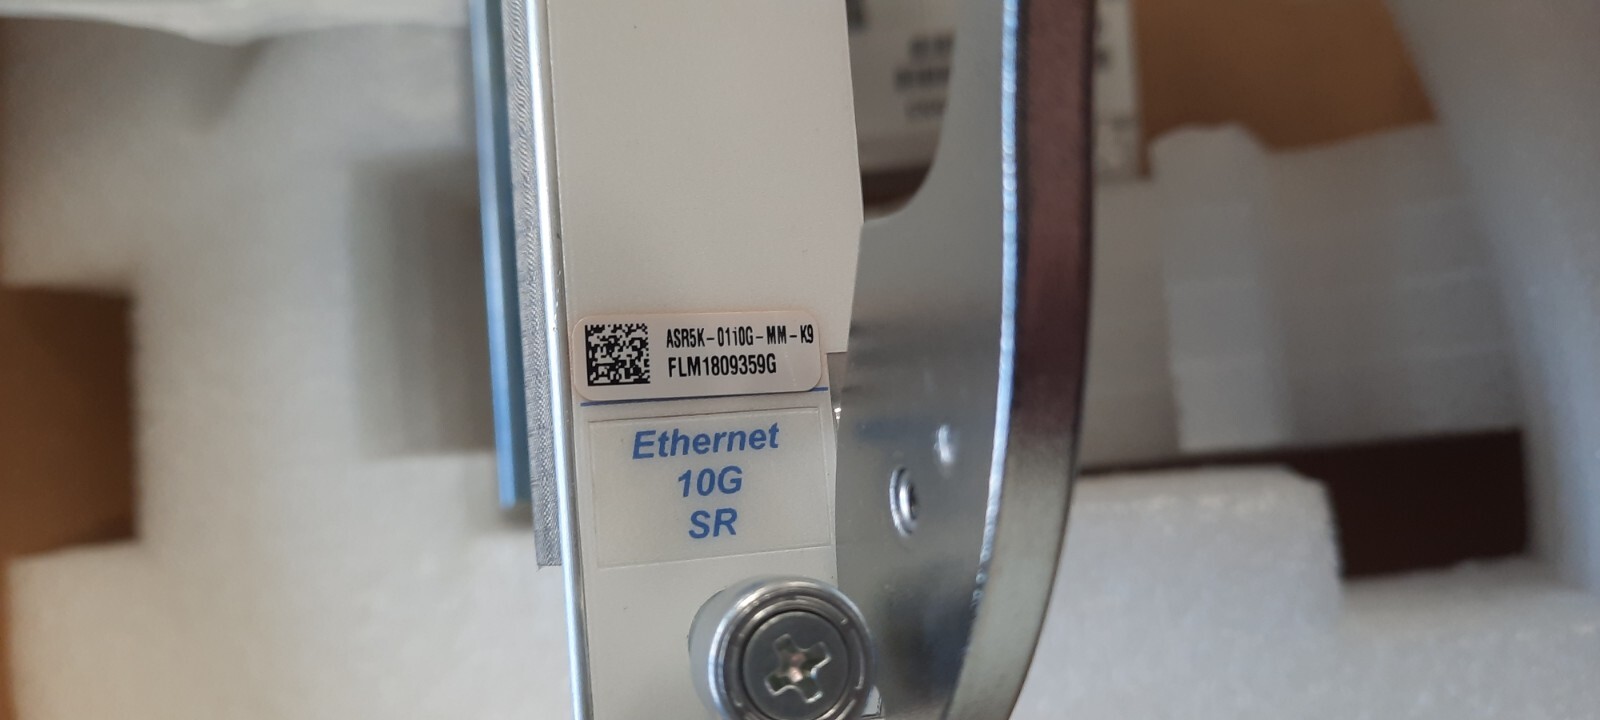 ASR5K-01i0G-MM-K9
FLM1809359G
Ethernet
10G
SR